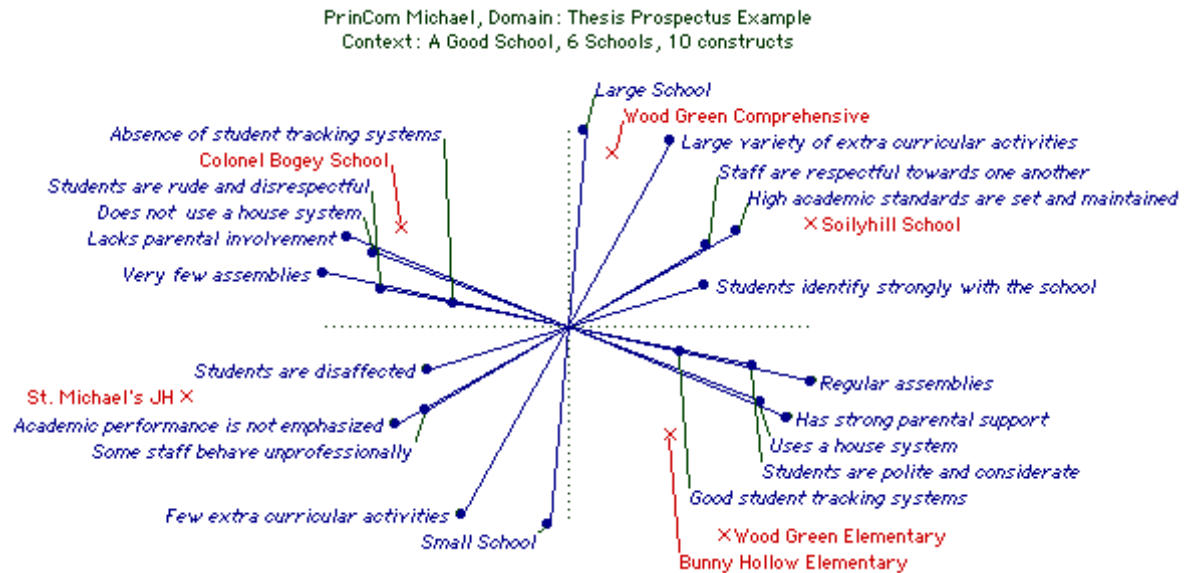 PrinCom Michael, Domain: Thesis Prospectus Example
Context: A Good School, 6 Schools, 10 constructs
Large School
Wood Green Comprehensive
Absence of student tracking systems
Large variety of extra curricular activities
Colonel Bogey School
Staff are respectful towards one another
Students are rude and disrespectful
High academic standards are set and maintained
Does not use a house system
Soilyhill School
Lacks parental involvement
Very few assemblies
Students identify strongly with the school
Students are disaffected
Regular assemblies
St. Michael's JH
Has strong parental support
Academic performance is not emphasized
Uses a house system
Some staff behave unprofessionally
Students are polite and considerate
Good student tracking systems
Few extra curricular activities
Small School
Wood Green Elementary
Bunny Hollow Elementary